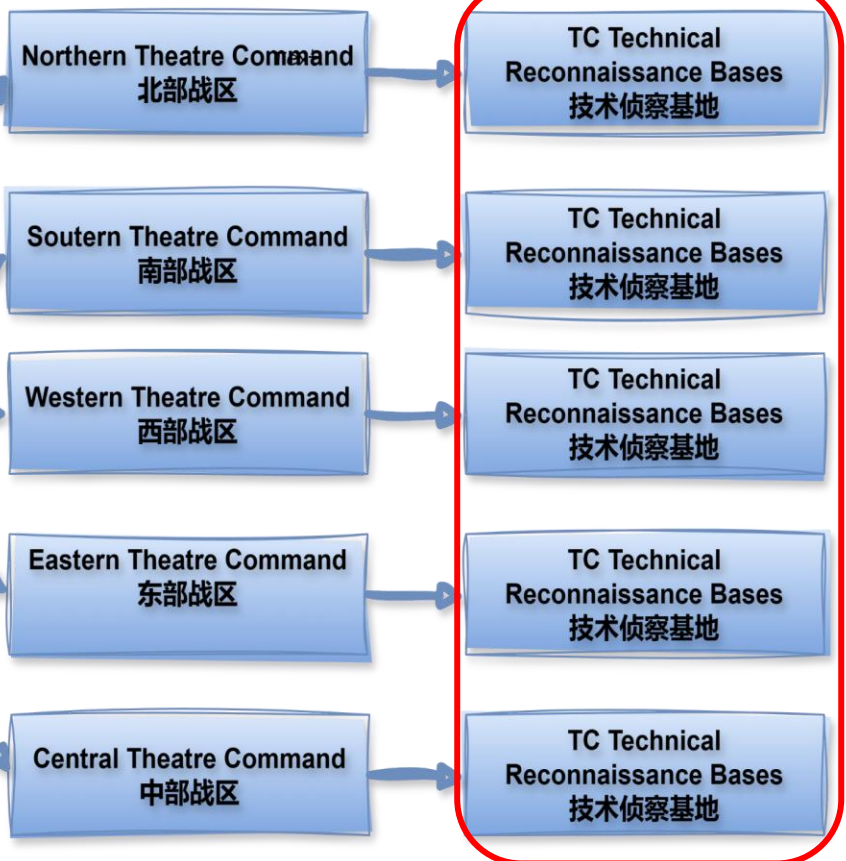 Northern Theatre Command
北部战区
TC Technical
Reconnaissance Bases
技术侦察基地
Soutern Theatre Command
南部战区
TC Technical
Reconnaissance Bases
技术侦察基地
Western Theatre Command
西部战区
TC Technical
Reconnaissance Bases
技术侦察基地
Eastern Theatre Command
东部战区
TC Technical
Reconnaissance Bases
技术侦察基地
Central Theatre Command
中部战区
TC Technical
Reconnaissance Bases
技术侦察基地